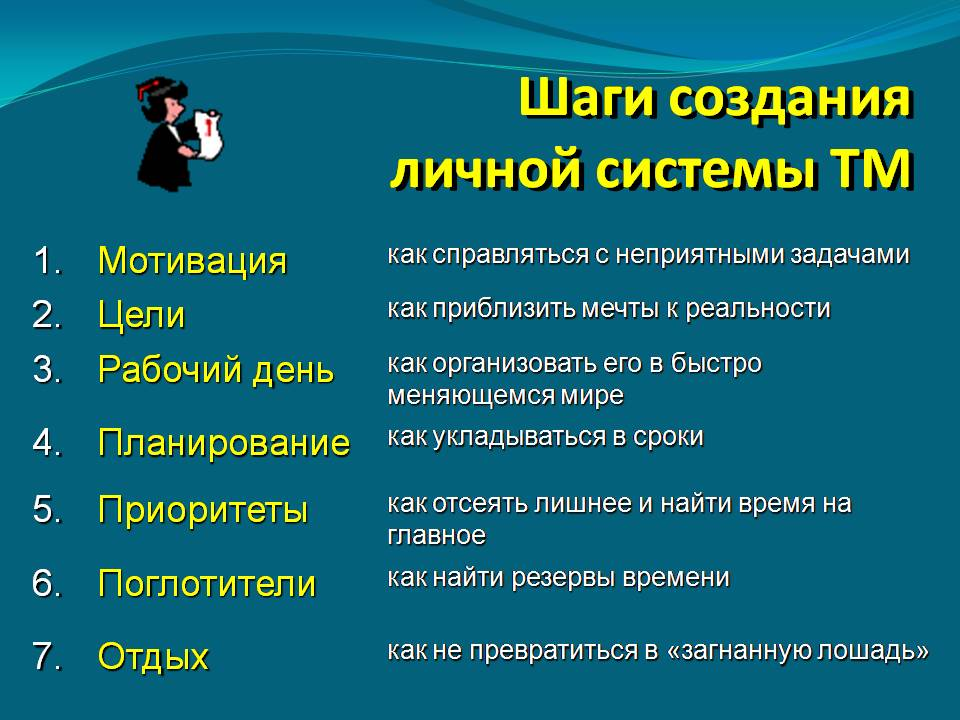 Шаги создания
личной системы ТМ
1. Мотивация как справляться с неприятными задачами
2. Цели как приблизить мечты к реальности
3. Рабочий день как организовать его в быстро
меняющемся мире
4. Планирование как укладываться в сроки
5. Приоритеты как отсеять лишнее и найти время на
главное
6. Поглотители как найти резервы времени
7. Отдых как не превратиться в «загнанную лошадь»